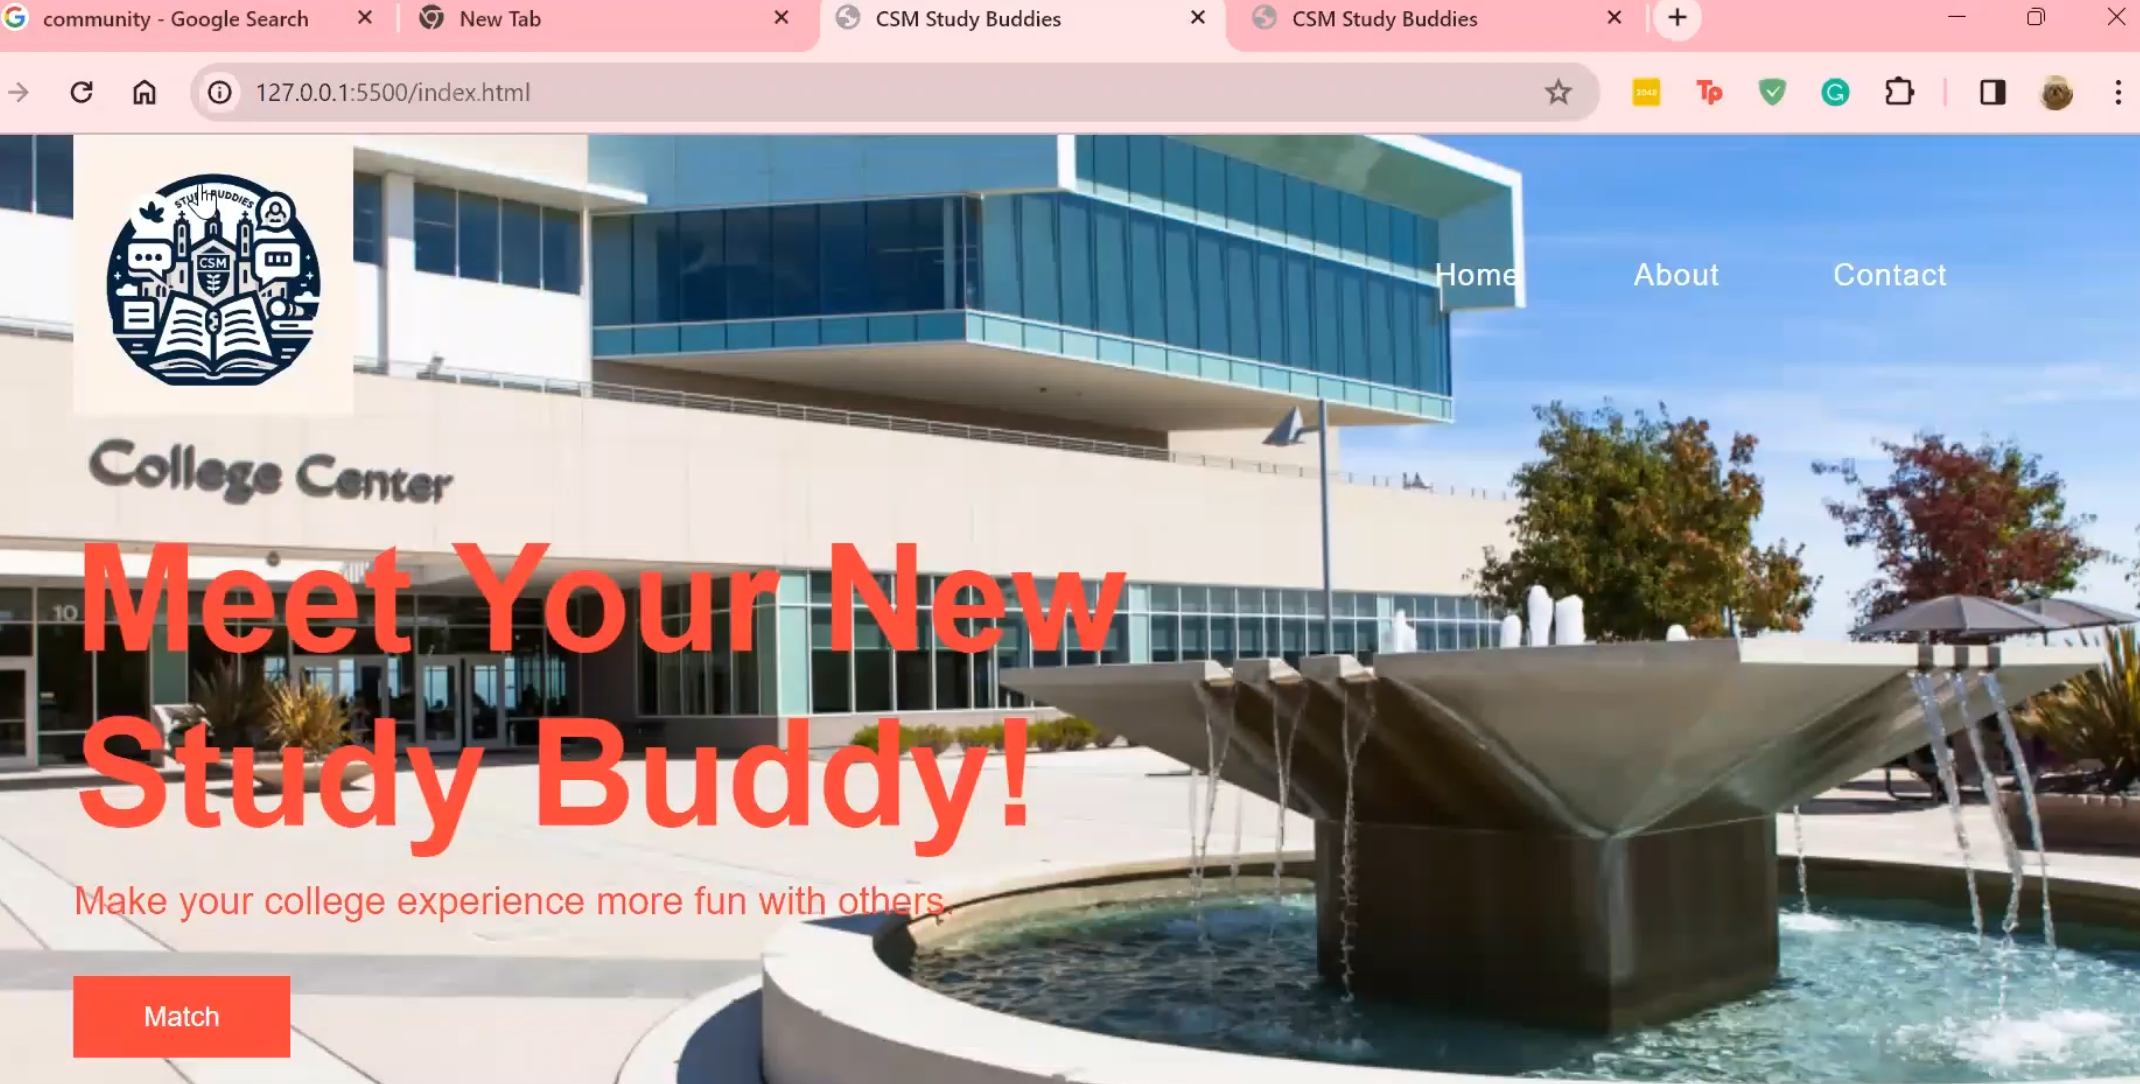 community - Google Search
New Tab
CSM Study Buddies
CSM Study Buddies
127.0.0.1:5500/index.html
2048
Tp
G
STUDY BUDDIES
CSM
Home
About
Contact
College Center
10
Meet Your New
Study Buddy!
Make your college experience more fun with others.
Match